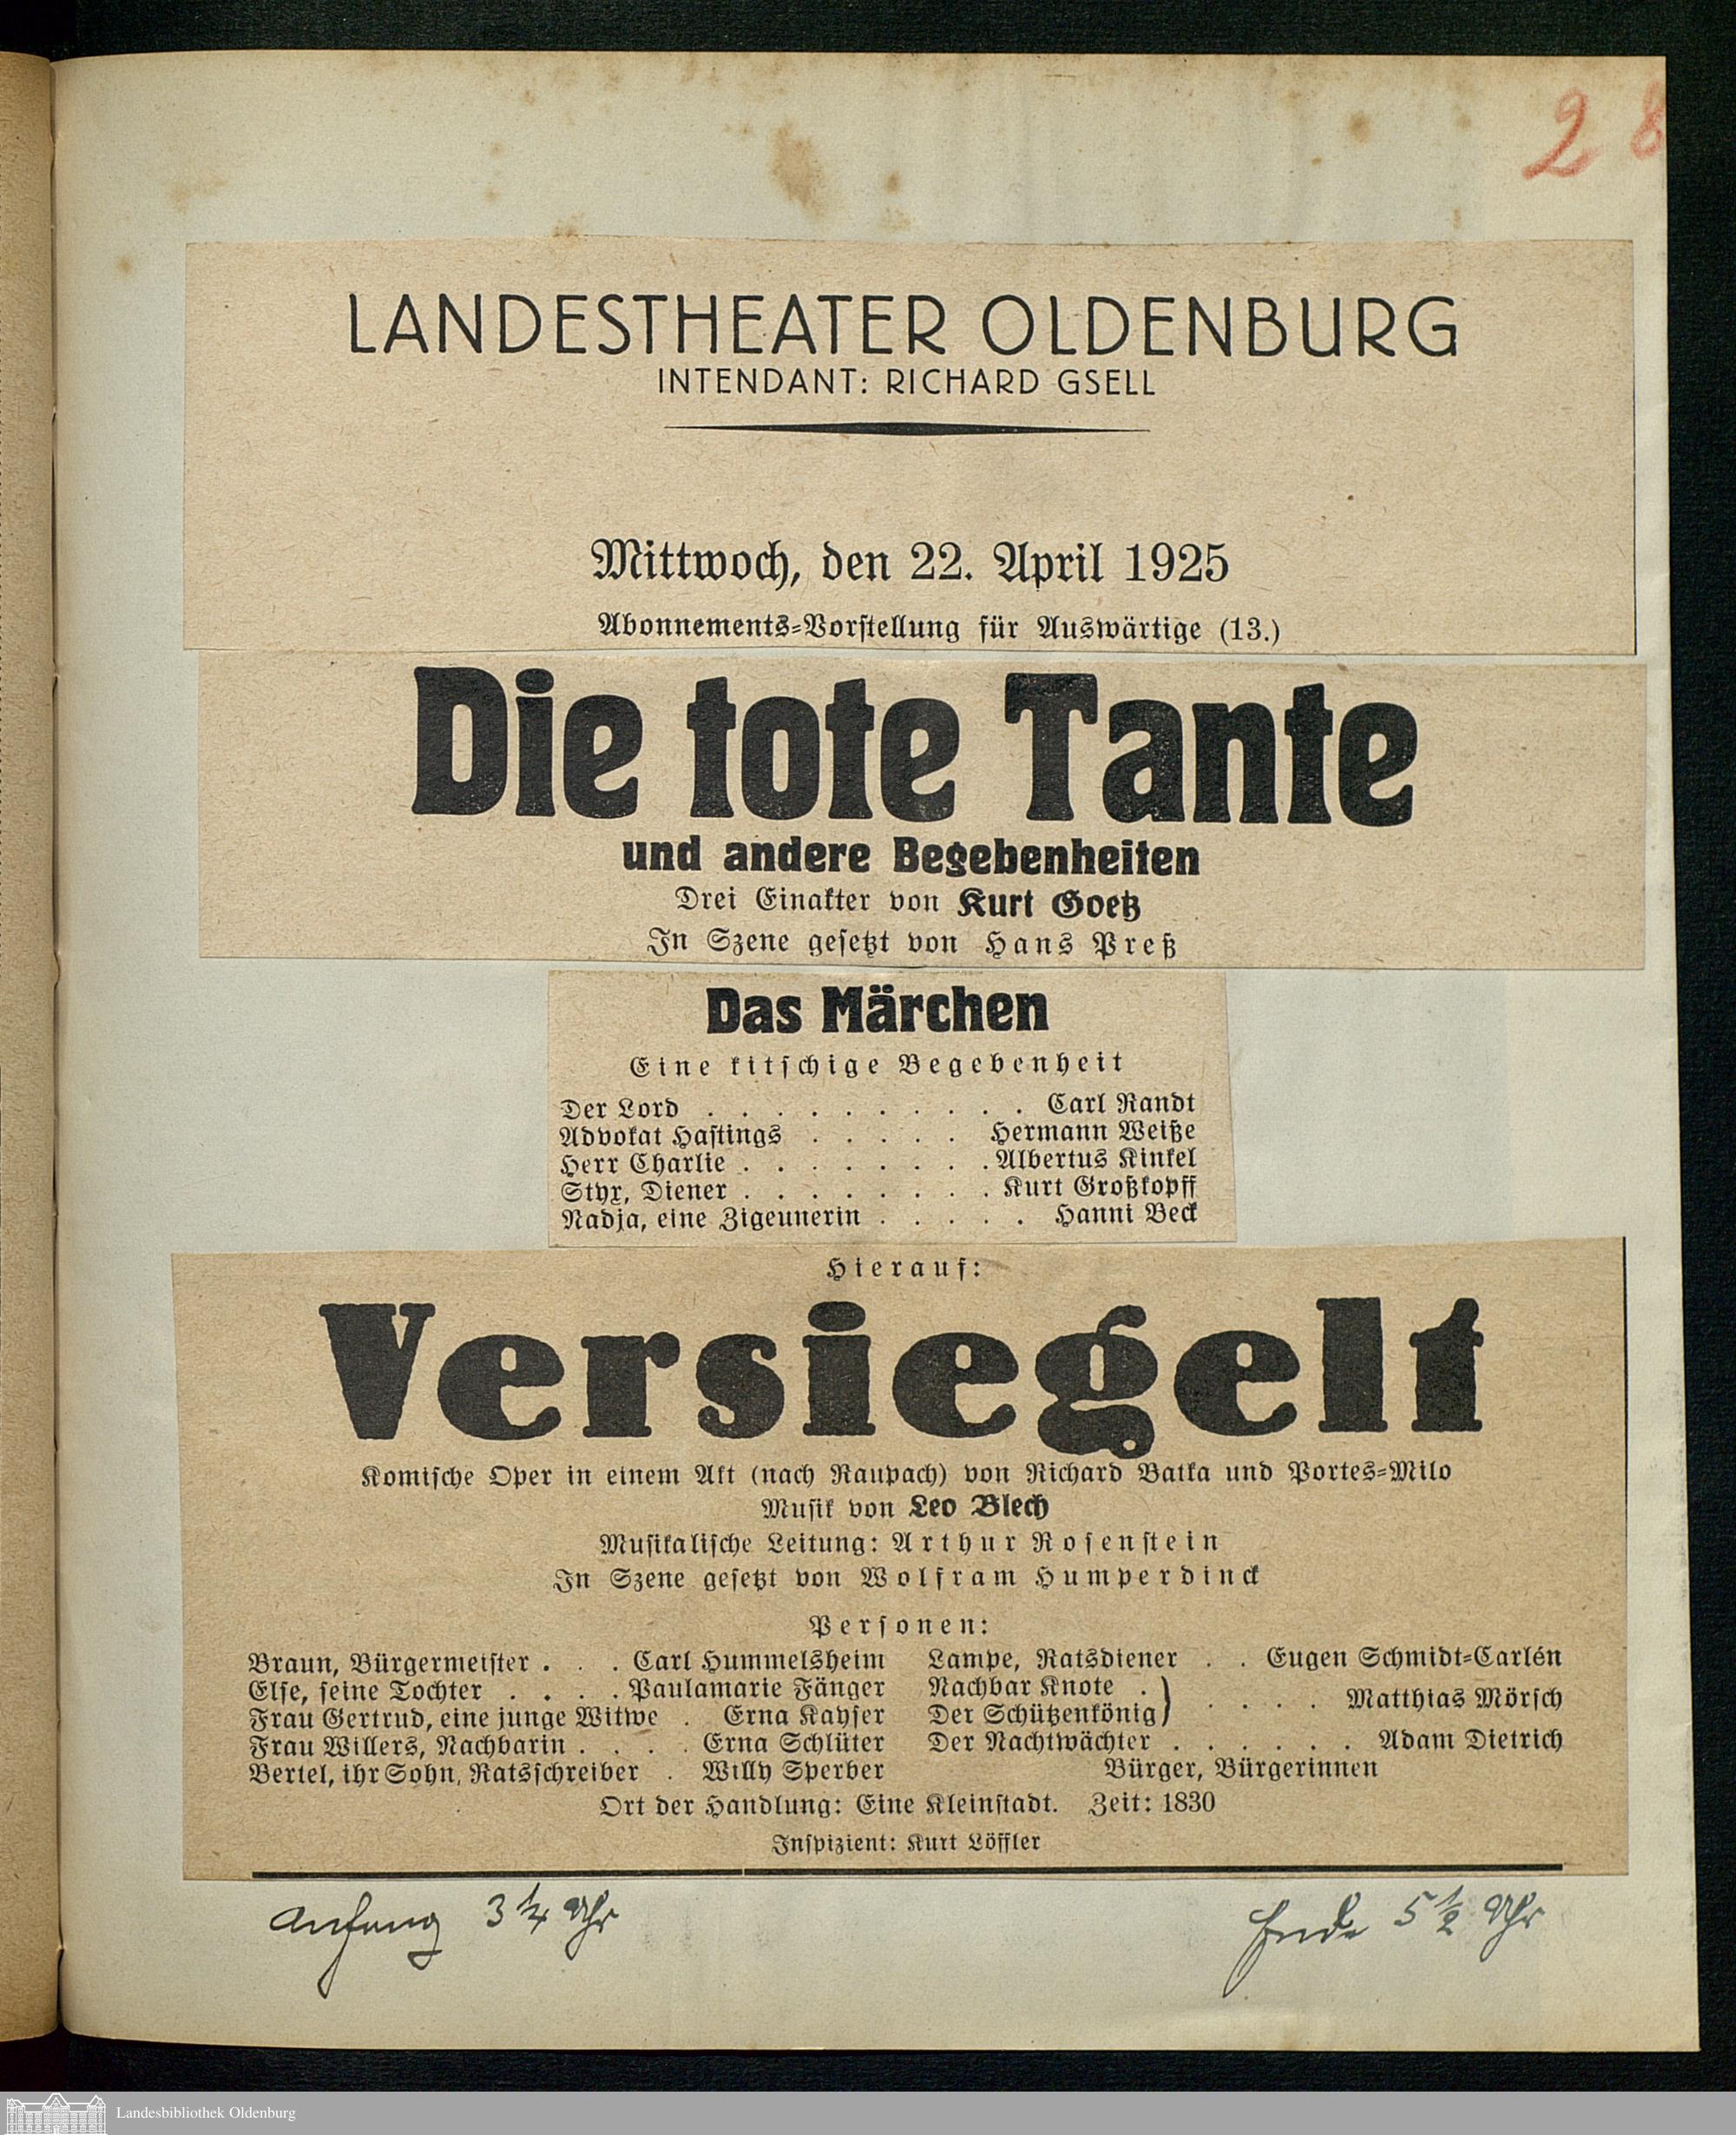 28
LANDESTHEATER OLDENBURG
INTENDANT: RICHARD GSELL
Mittwoch, den 22. April 1925
Abonnements-Vorstellung für Auswärtige (13.)
Die tote Tante
und andere Begebenheiten
Drei Einakter von Kurt Goetz
In Szene gesetzt von Hans Preß
Das Märchen
Eine kitschige Begebenheit
Der Lord . . . . . . . . . . Carl Randt
Advokat Hastings . . . . . Hermann Weiße
Herr Charlie . . . . . . . . Albertus Kinkel
Styx, Diener . . . . . . . . Kurt Großkopff
Nadja, eine Zigeunerin . . . . . Hanni Beck
Hierauf:
Versiegelt
Komische Oper in einem Akt (nach Raupach) von Richard Batka und Portes-Milo
Musik von Leo Blech
Musikalische Leitung: Arthur Rosenstein
In Szene gesetzt von Wolfram Humperdinck
Personen:
Braun, Bürgermeister . . . Carl Hummelsheim
Else, seine Tochter . . . . Paulamarie Fänger
Frau Gertrud, eine junge Witwe . Erna Kayser
Frau Willers, Nachbarin . . . . Erna Schlüter
Bertel, ihr Sohn, Ratsschreiber . Willy Sperber
Lampe, Ratsdiener . . Eugen Schmidt-Carlén
Nachbar Knote .
Der Schützenkönig) . . . . Matthias Mörsch
Der Nachtwächter . . . . . . Adam Dietrich
Bürger, Bürgerinnen
Ort der Handlung: Eine Kleinstadt. Zeit: 1830
Inspizient: Kurt Löffler
Anfang 3 1/4 Uhr
Ende 5 1/2 Uhr
Landesbibliothek Oldenburg